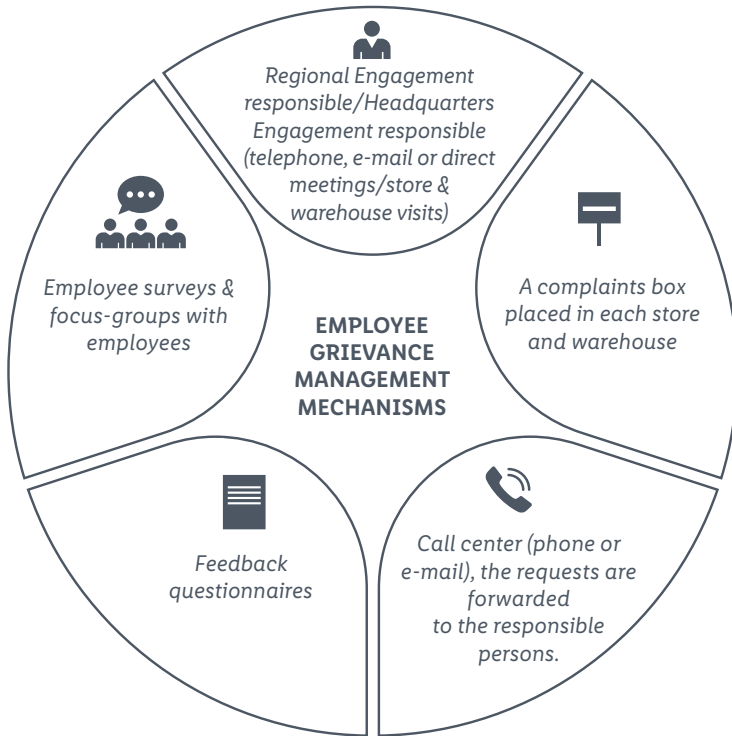 Regional Engagement
responsible/Headquarters
Engagement responsible
(telephone, e-mail or direct
meetings/store &
warehouse visits)
A complaints box
placed in each store
and warehouse
Call center (phone or
e-mail), the requests are
forwarded
to the responsible
persons.
Feedback
questionnaires
Employee surveys &
focus-groups with
employees
EMPLOYEE
GRIEVANCE
MANAGEMENT
MECHANISMS